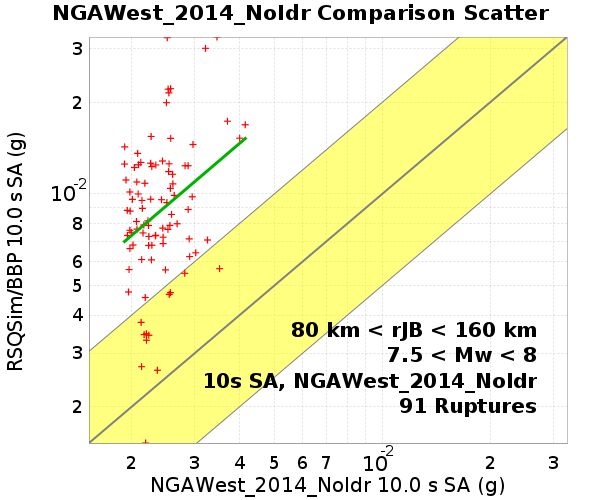 NGAWest_2014_NoIdr Comparison Scatter
RSQSim/BBP 10.0 s SA (g)
3
2
10-2
8
6
5
4
3
2
80 km < rJB < 160 km
7.5 < Mw < 8
10s SA, NGAWest_2014_NoIdr
91 Ruptures
2 3 4 5 6 7 10-2 2 3
NGAWest_2014_NoIdr 10.0 s SA (g)